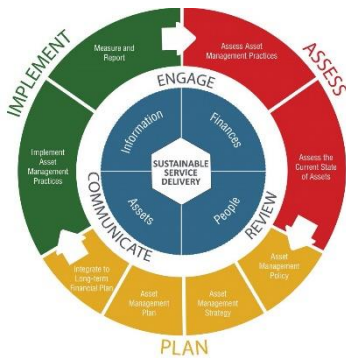 IMPLEMENT
Measure and
Report
Implement
Asset
Management
Practices
ASSESS
Assess Asset
Management Practices
Assess the
Current State
of Assets
PLAN
Asset
Management
Policy
Asset
Management
Strategy
Asset
Management
Plan
Integrate to
Long-term
Financial Plan
ENGAGE
REVIEW
COMMUNICATE
Information
Finances
People
Assets
SUSTAINABLE
SERVICE
DELIVERY